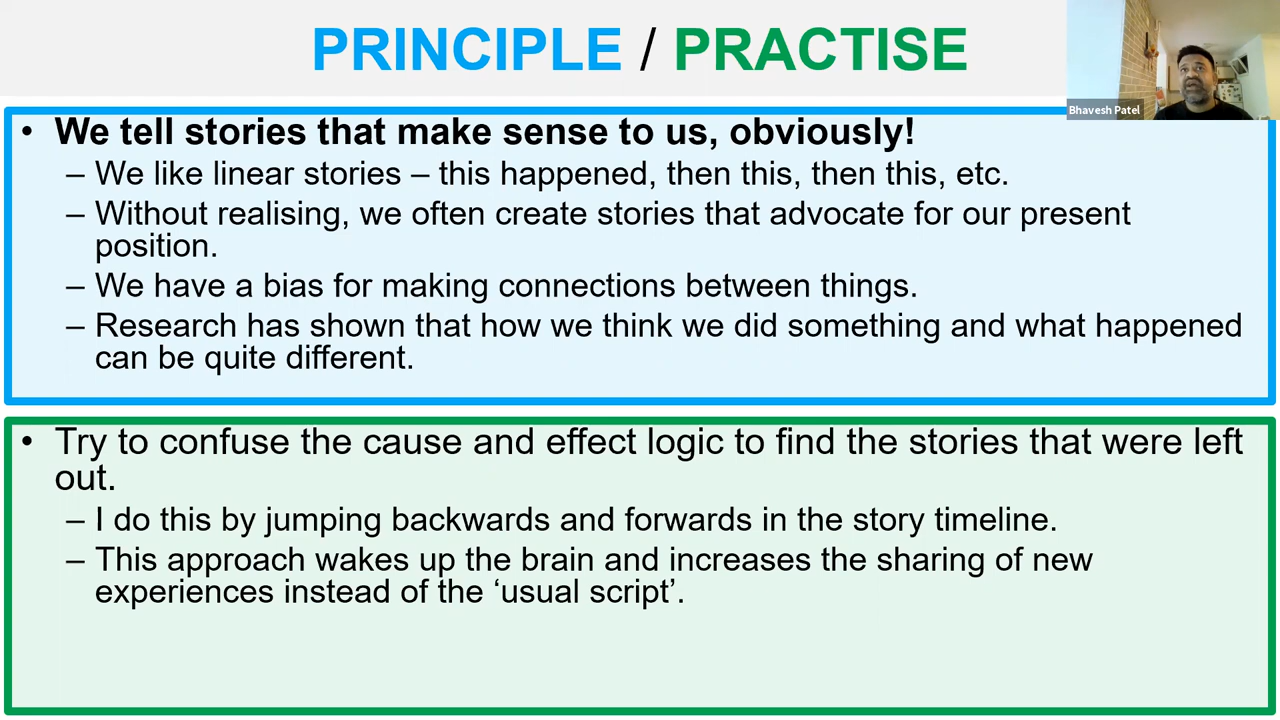 PRINCIPLE / PRACTISE
Bhavesh Patel
• We tell stories that make sense to us, obviously!
– We like linear stories – this happened, then this, then this, etc.
– Without realising, we often create stories that advocate for our present
position.
– We have a bias for making connections between things.
– Research has shown that how we think we did something and what happened
can be quite different.
• Try to confuse the cause and effect logic to find the stories that were left
out.
– I do this by jumping backwards and forwards in the story timeline.
– This approach wakes up the brain and increases the sharing of new
experiences instead of the ‘usual script’.